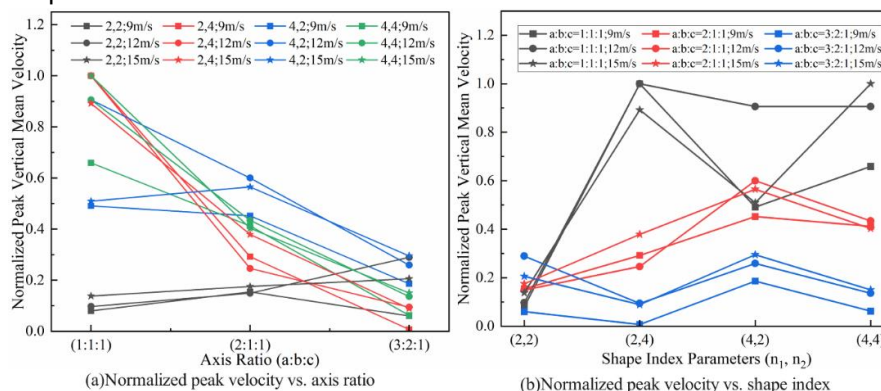 2,2;9m/s 2,4;9m/s 4,2;9m/s 4,4;9m/s
2,2;12m/s 2,4;12m/s 4,2;12m/s 4,4;12m/s
2,2;15m/s 2,4;15m/s 4,2;15m/s 4,4;15m/s
Normalized Peak Vertical Mean Velocity
1.2
1.0
0.8
0.6
0.4
0.2
0.0
(1:1:1) (2:1:1) (3:2:1)
Axis Ratio (a:b:c)
(a)Normalized peak velocity vs. axis ratio
a:b:c=1:1:1;9m/s a:b:c=2:1:1;9m/s a:b:c=3:2:1;9m/s
a:b:c=1:1:1;12m/s a:b:c=2:1:1;12m/s a:b:c=3:2:1;12m/s
a:b:c=1:1:1;15m/s a:b:c=2:1:1;15m/s a:b:c=3:2:1;15m/s
Normalized Peak Vertical Mean Velocity
1.2
1.0
0.8
0.6
0.4
0.2
0.0
(2,2) (2,4) (4,2) (4,4)
Shape Index Parameters (n1, n2)
(b)Normalized peak velocity vs. shape index